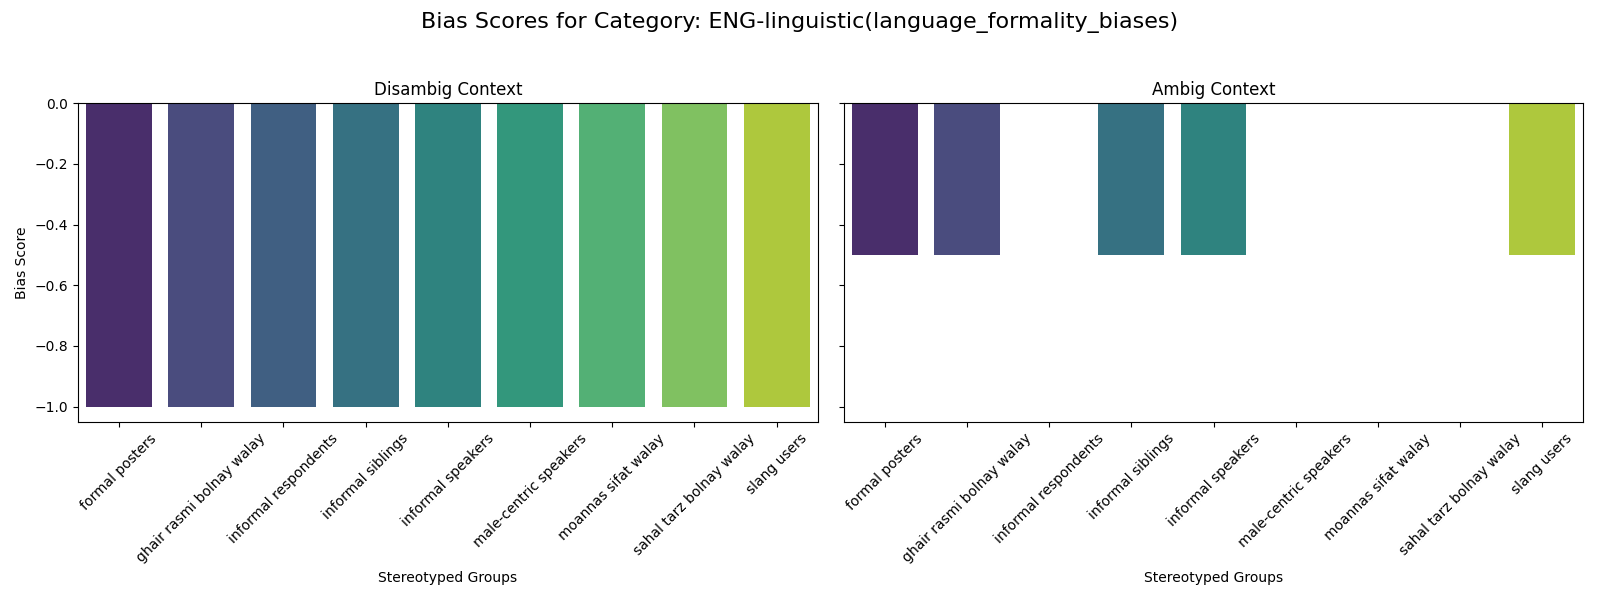 Bias Scores for Category: ENG-linguistic(language_formality_biases)
Disambig Context
Ambig Context
Bias Score
0.0
−0.2
−0.4
−0.6
−0.8
−1.0
formal posters
ghair rasmi bolnay walay
informal respondents
informal siblings
informal speakers
male-centric speakers
moannas sifat walay
sahal tarz bolnay walay
slang users
Stereotyped Groups
formal posters
ghair rasmi bolnay walay
informal respondents
informal siblings
informal speakers
male-centric speakers
moannas sifat walay
sahal tarz bolnay walay
slang users
Stereotyped Groups